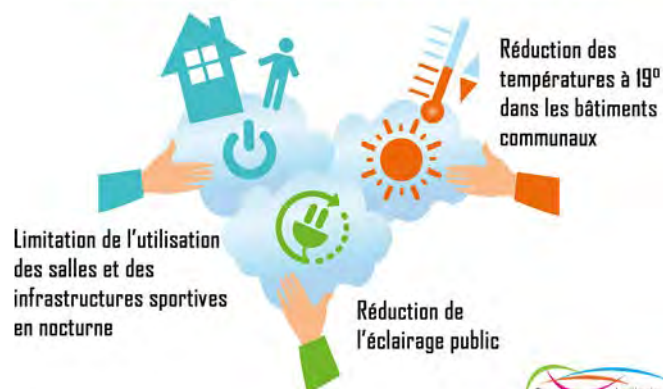 Réduction des
températures à 19°
dans les bâtiments
communaux
Limitation de l'utilisation
des salles et des
infrastructures sportives
en nocturne
Réduction de
l'éclairage public